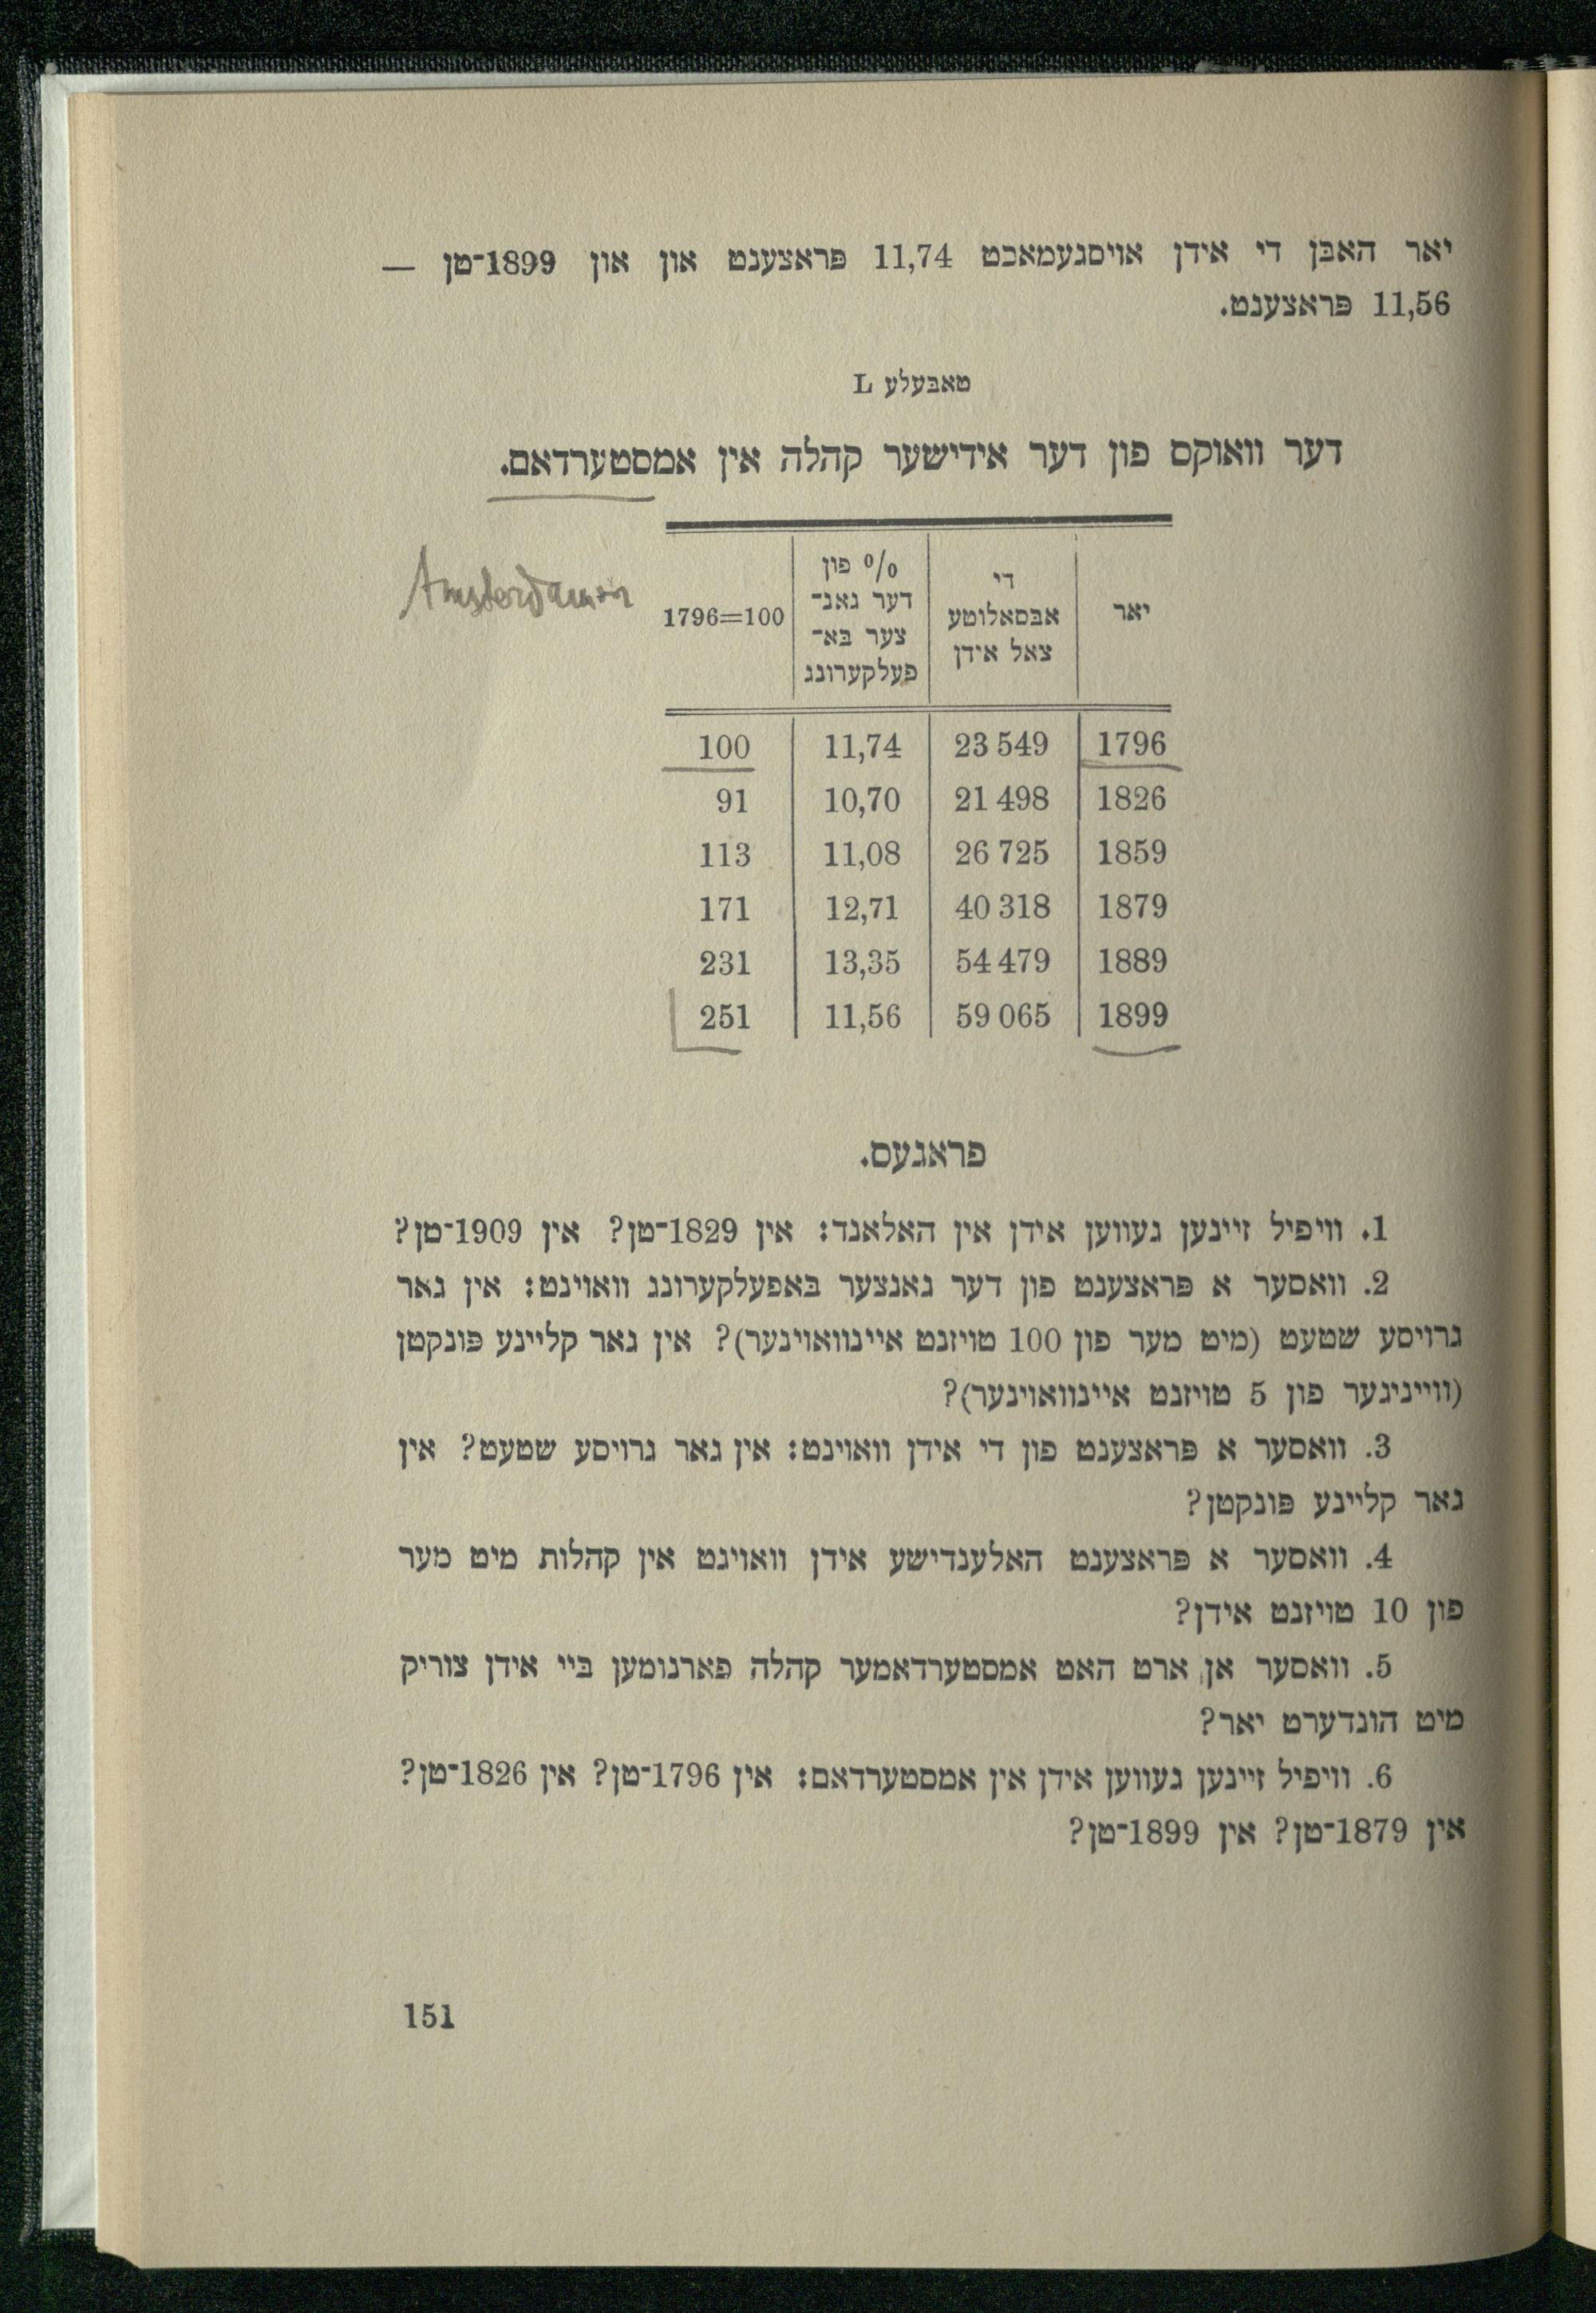 יאר האבן די אידן אויסגעמאכט 11,74 פראצענט און און 1899־טן —
11,56 פראצענט.
טאבעלע L
דער וואוקס פון דער אידישער קהלה אין אמסטערדאם.
יאר
די
אבסאלוטע
צאל אידן
% פון
דער גאנ־
צער בא־
פעלקערונג
1796=100
Amsterdam
1796 23 549 11,74 100
1826 21 498 10,70 91
1859 26 725 11,08 113
1879 40 318 12,71 171
1889 54 479 13,35 231
1899 59 065 11,56 251
פראגעס.
1. וויפיל זיינען געווען אידן אין האלאנד: אין 1829־טן? אין 1909־טן?
2. וואסער א פראצענט פון דער גאנצער באפעלקערונג וואוינט: אין גאר
גרויסע שטעט (מיט מער פון 100 טויזנט איינוואוינער)? אין גאר קליינע פונקטן
(ווייניגער פון 5 טויזנט איינוואוינער)?
3. וואסער א פראצענט פון די אידן וואוינט: אין גאר גרויסע שטעט? אין
גאר קליינע פונקטן?
4. וואסער א פראצענט האלענדישע אידן וואוינט אין קהלות מיט מער
פון 10 טויזנט אידן?
5. וואסער אן ארט האט אמסטערדאמער קהלה פארנומען ביי אידן צוריק
מיט הונדערט יאר?
6. וויפיל זיינען געווען אידן אין אמסטערדאם: אין 1796־טן? אין 1826־טן?
אין 1879־טן? אין 1899־טן?
151